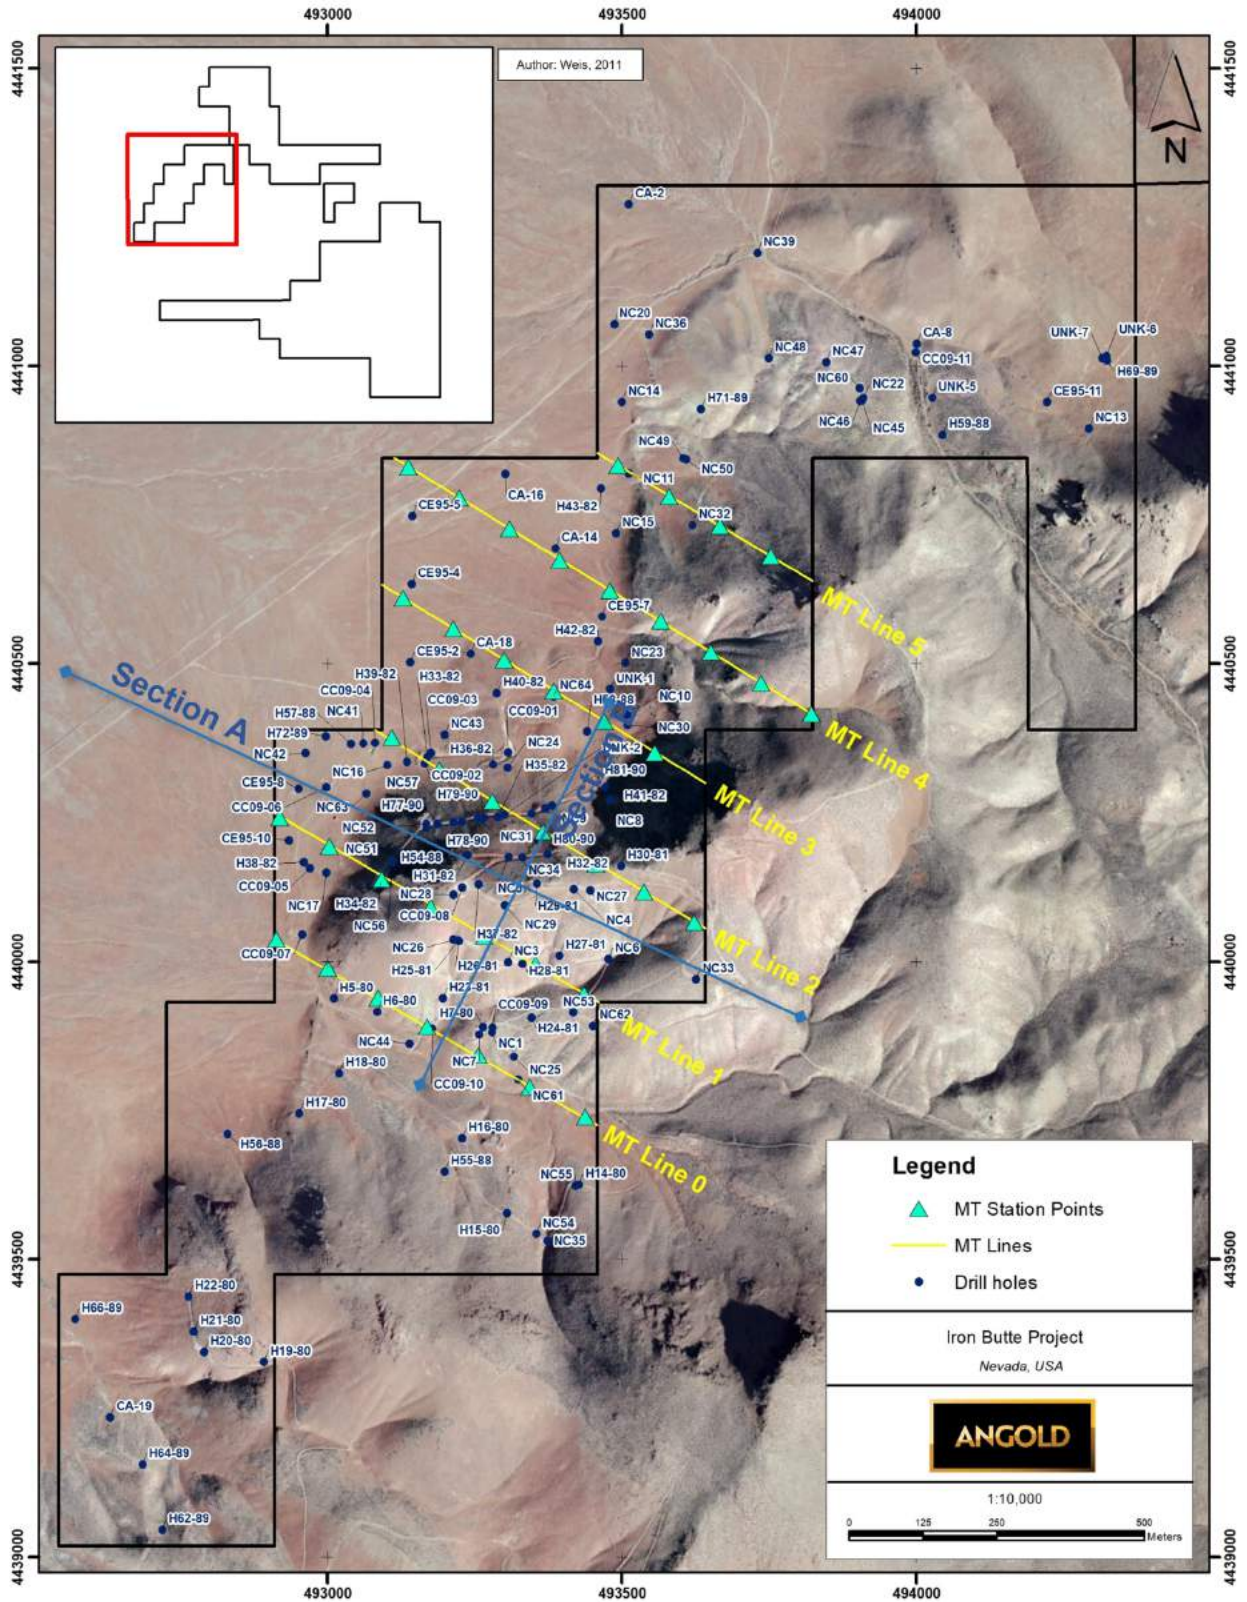 493000
493500
494000
4441500
4441500
Author: Weis, 2011
N
CA-2
NC39
NC20
NC36
CA-8
UNK-7
UNK-6
NC48
NC47
CC09-11
4441000
4441000
H69-89
NC60
NC22
UNK-5
CE95-11
NC14
H71-89
NC46
NC45
H59-88
NC13
NC49
NC50
NC11
CA-16
H43-82
CE95-5
NC15
NC32
CA-14
CE95-4
CE95-7
MT Line 5
H42-82
CA-18
CE95-2
NC23
4440500
4440500
Section A
H39-82
H33-82
H40-82
NC64
UNK-1
CC09-04
CC09-03
CC09-01
NC10
H57-88
NC41
NC43
NC24
NC30
MT Line 4
H72-89
H36-82
NC42
H35-82
NC16
NC57
CC09-02
H81-90
CE95-8
H79-90
H41-82
MT Line 3
CC09-06
NC63
H77-90
NC8
NC52
NC31
H80-90
CE95-10
NC51
H78-90
H30-81
H38-82
H54-88
NC34
H32-82
CC09-05
H31-82
NC17
H34-82
NC28
NC27
NC56
CC09-08
NC29
NC4
CC09-07
NC26
H37-82
NC3
H27-81
NC6
4440000
4440000
H25-81
H28-81
NC33
MT Line 2
H5-80
H6-80
H23-81
CC09-09
NC53
H7-80
H24-81
NC62
NC44
NC7
NC1
MT Line 1
H18-80
CC09-10
NC25
NC61
H17-80
H56-88
H16-80
MT Line 0
H55-88
NC55
H14-80
H15-80
NC54
NC35
4439500
4439500
H22-80
H66-89
H21-80
H20-80
H19-80
CA-19
H64-89
H62-89
4439000
4439000
Legend
MT Station Points
MT Lines
Drill holes
Iron Butte Project
Nevada, USA
ANGOLD
1:10,000
0 125 250 500
Meters
493000
493500
494000